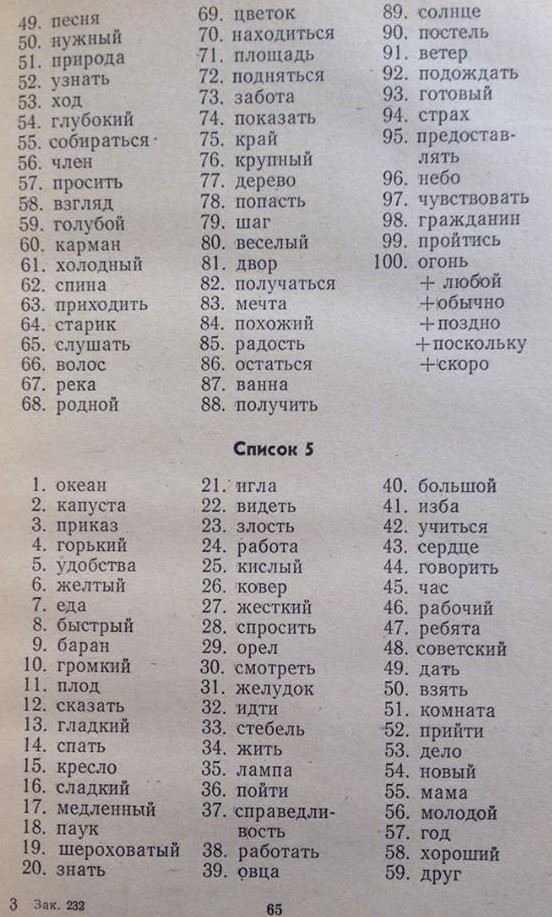 49. песня
50. нужный
51. природа
52. узнать
53. ход
54. глубокий
55. собираться
56. член
57. просить
58. взгляд
59. голубой
60. карман
61. холодный
62. спина
63. приходить
64. старик
65. слушать
66. волос
67. река
68. родной
69. цветок
70. находиться
71. площадь
72. подняться
73. забота
74. показать
75. край
76. крупный
77. дерево
78. попасть
79. шаг
80. веселый
81. двор
82. получаться
83. мечта
84. похожий
85. радость
86. остаться
87. ванна
88. получить
89. солнце
90. постель
91. ветер
92. подождать
93. готовый
94. страх
95. предостав-
лять
96. небо
97. чувствовать
98. гражданин
99. пройтись
100. огонь
+ любой
+обычно
+поздно
+поскольку
+скоро
Список 5
1. океан
2. капуста
3. приказ
4. горький
5. удобства
6. желтый
7. еда
8. быстрый
9. баран
10. громкий
11. плод
12. сказать
13. гладкий
14. спать
15. кресло
16. сладкий
17. медленный
18. паук
19. шероховатый
20. знать
21. игла
22. видеть
23. злость
24. работа
25. кислый
26. ковер
27. жесткий
28. спросить
29. орел
30. смотреть
31. желудок
32. идти
33. стебель
34. жить
35. лампа
36. пойти
37. справедли-
вость
38. работать
39. овца
40. большой
41. изба
42. учиться
43. сердце
44. говорить
45. час
46. рабочий
47. ребята
48. советский
49. дать
50. взять
51. комната
52. прийти
53. дело
54. новый
55. мама
56. молодой
57. год
58. хороший
59. друг
3 Зак. 232
65